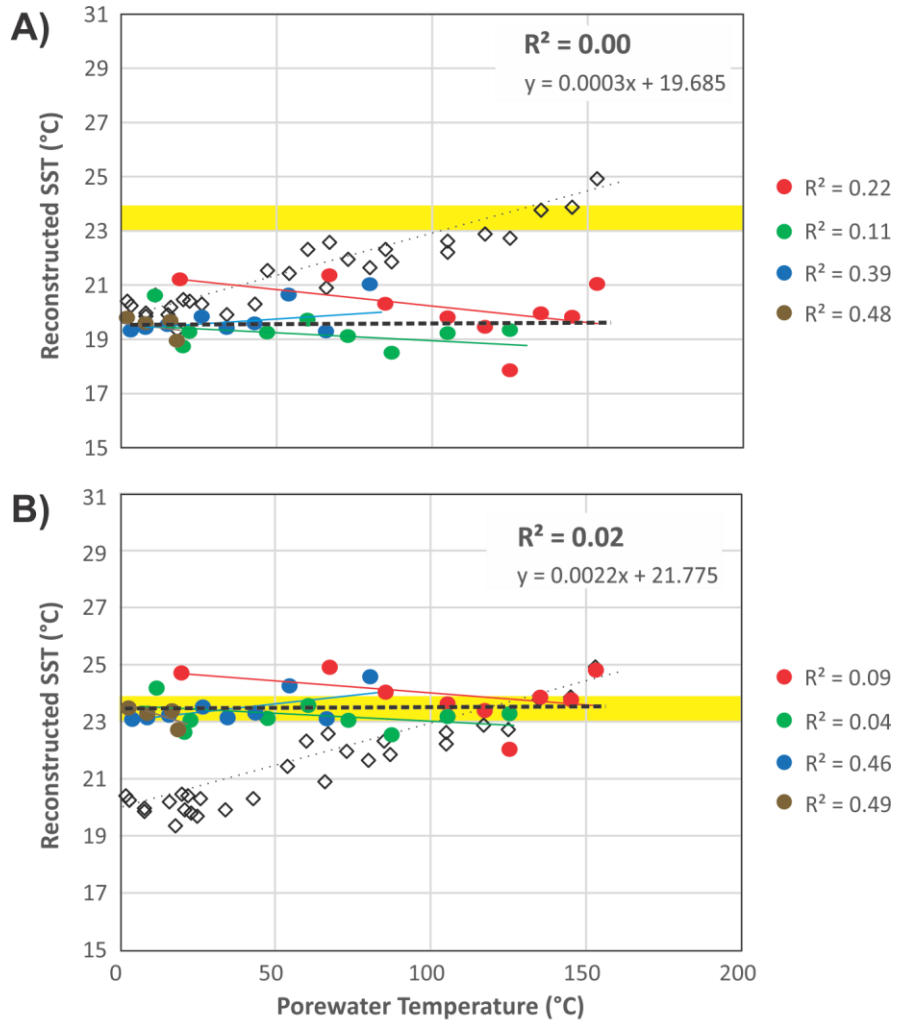 A)
31
29
27
25
23
21
19
17
15
Reconstructed SST (°C)
R² = 0.00
y = 0.0003x + 19.685
R² = 0.22
R² = 0.11
R² = 0.39
R² = 0.48
B)
31
29
27
25
23
21
19
17
15
Reconstructed SST (°C)
R² = 0.02
y = 0.0022x + 21.775
R² = 0.09
R² = 0.04
R² = 0.46
R² = 0.49
0 50 100 150 200
Porewater Temperature (°C)